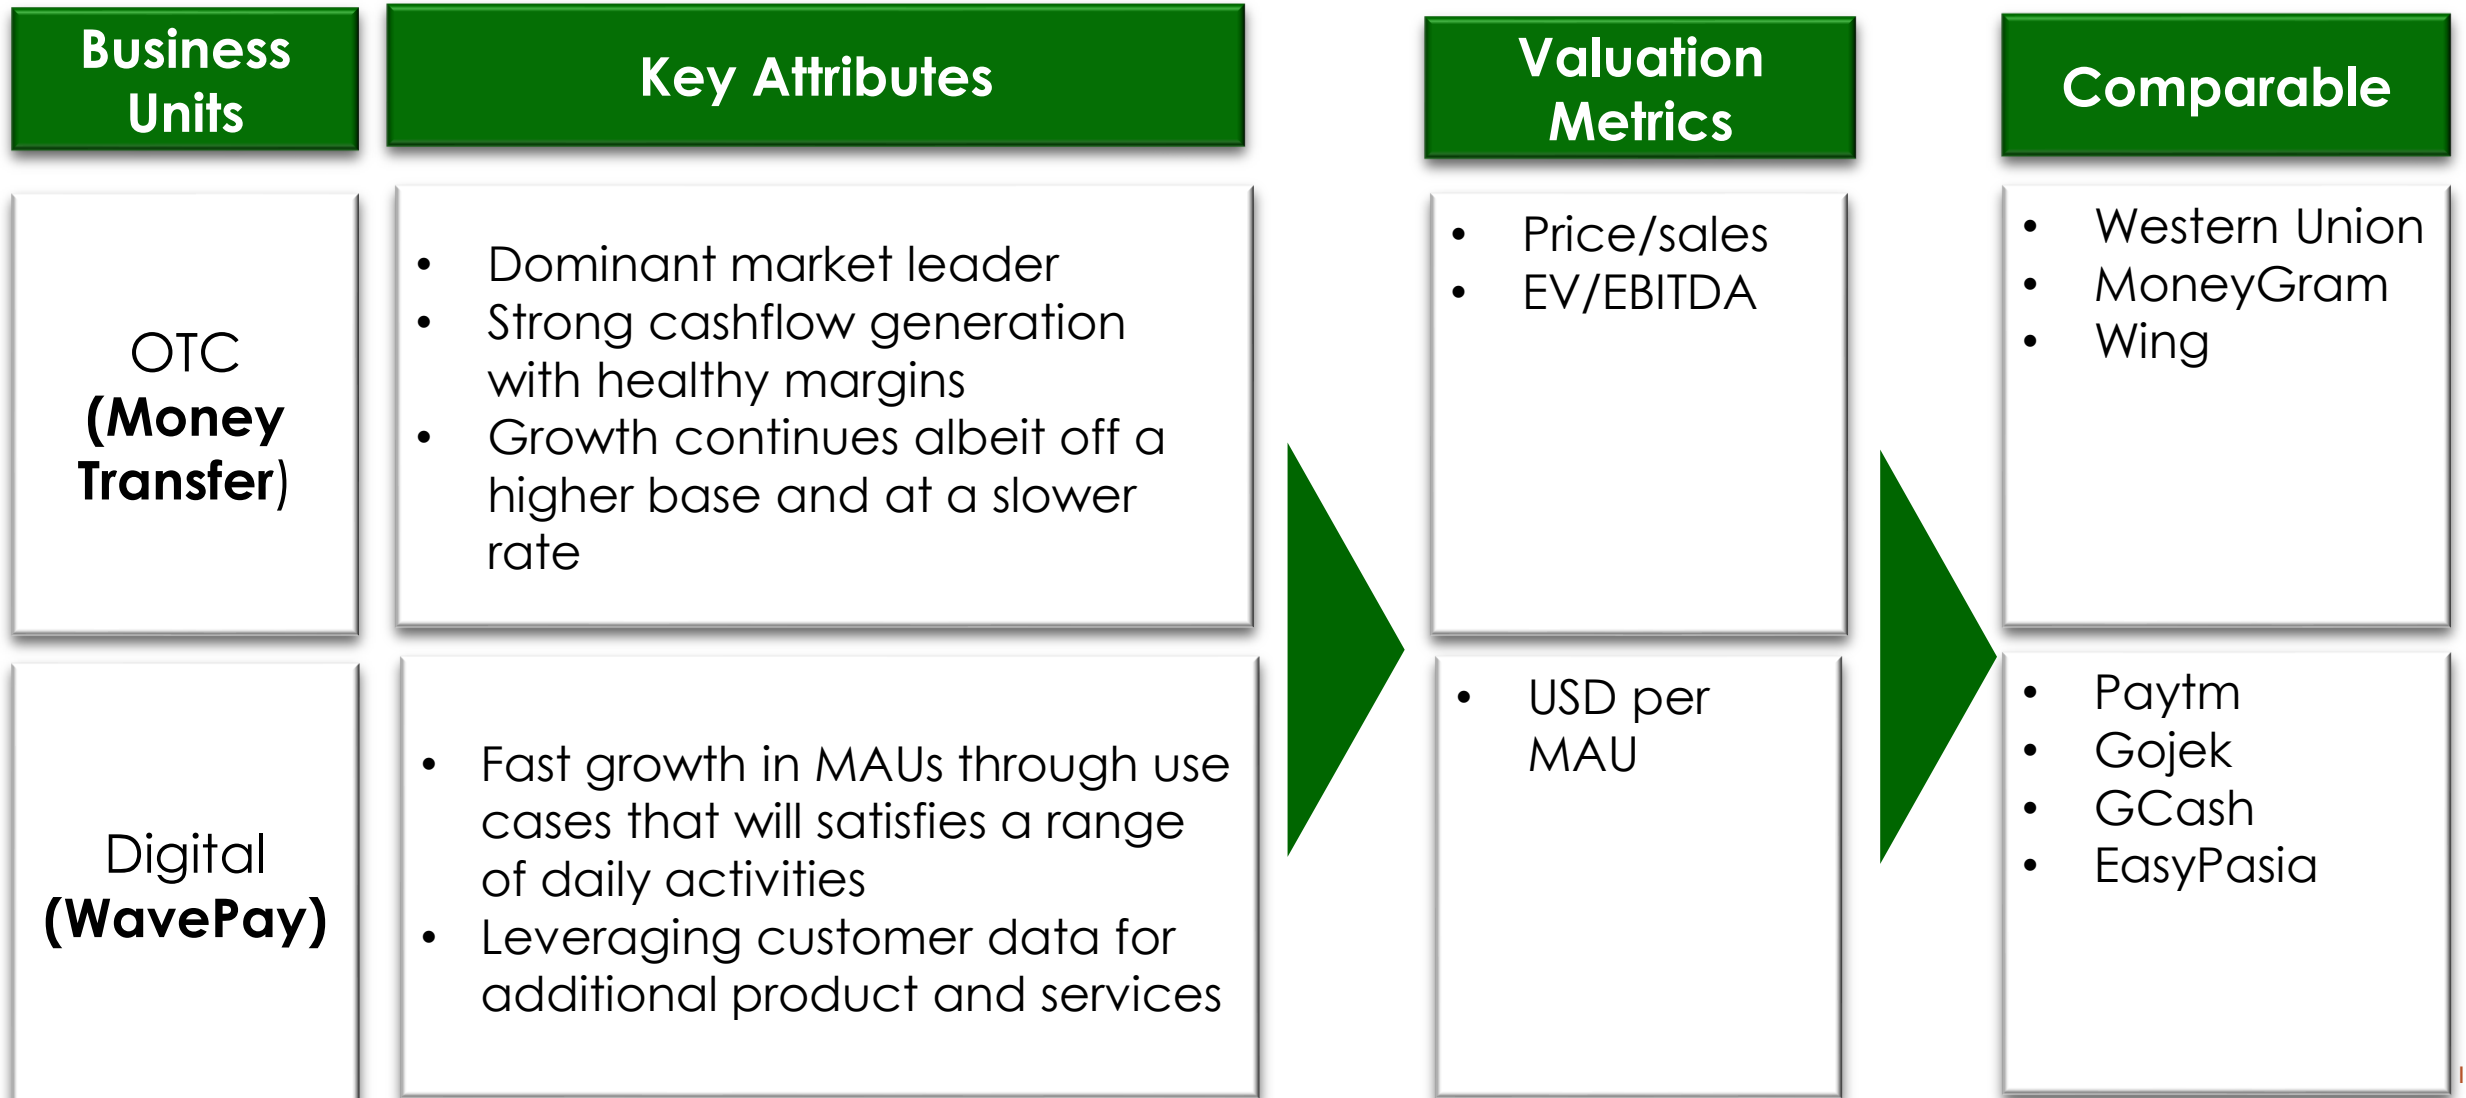 Business
Units
Key Attributes
Valuation
Metrics
Comparable
OTC
(Money
Transfer)
• Dominant market leader
• Strong cashflow generation
with healthy margins
• Growth continues albeit off a
higher base and at a slower
rate
• Price/sales
• EV/EBITDA
• Western Union
• MoneyGram
• Wing
Digital
(WavePay)
• Fast growth in MAUs through use
cases that will satisfies a range
of daily activities
• Leveraging customer data for
additional product and services
• USD per
MAU
• Paytm
• Gojek
• GCash
• EasyPasia